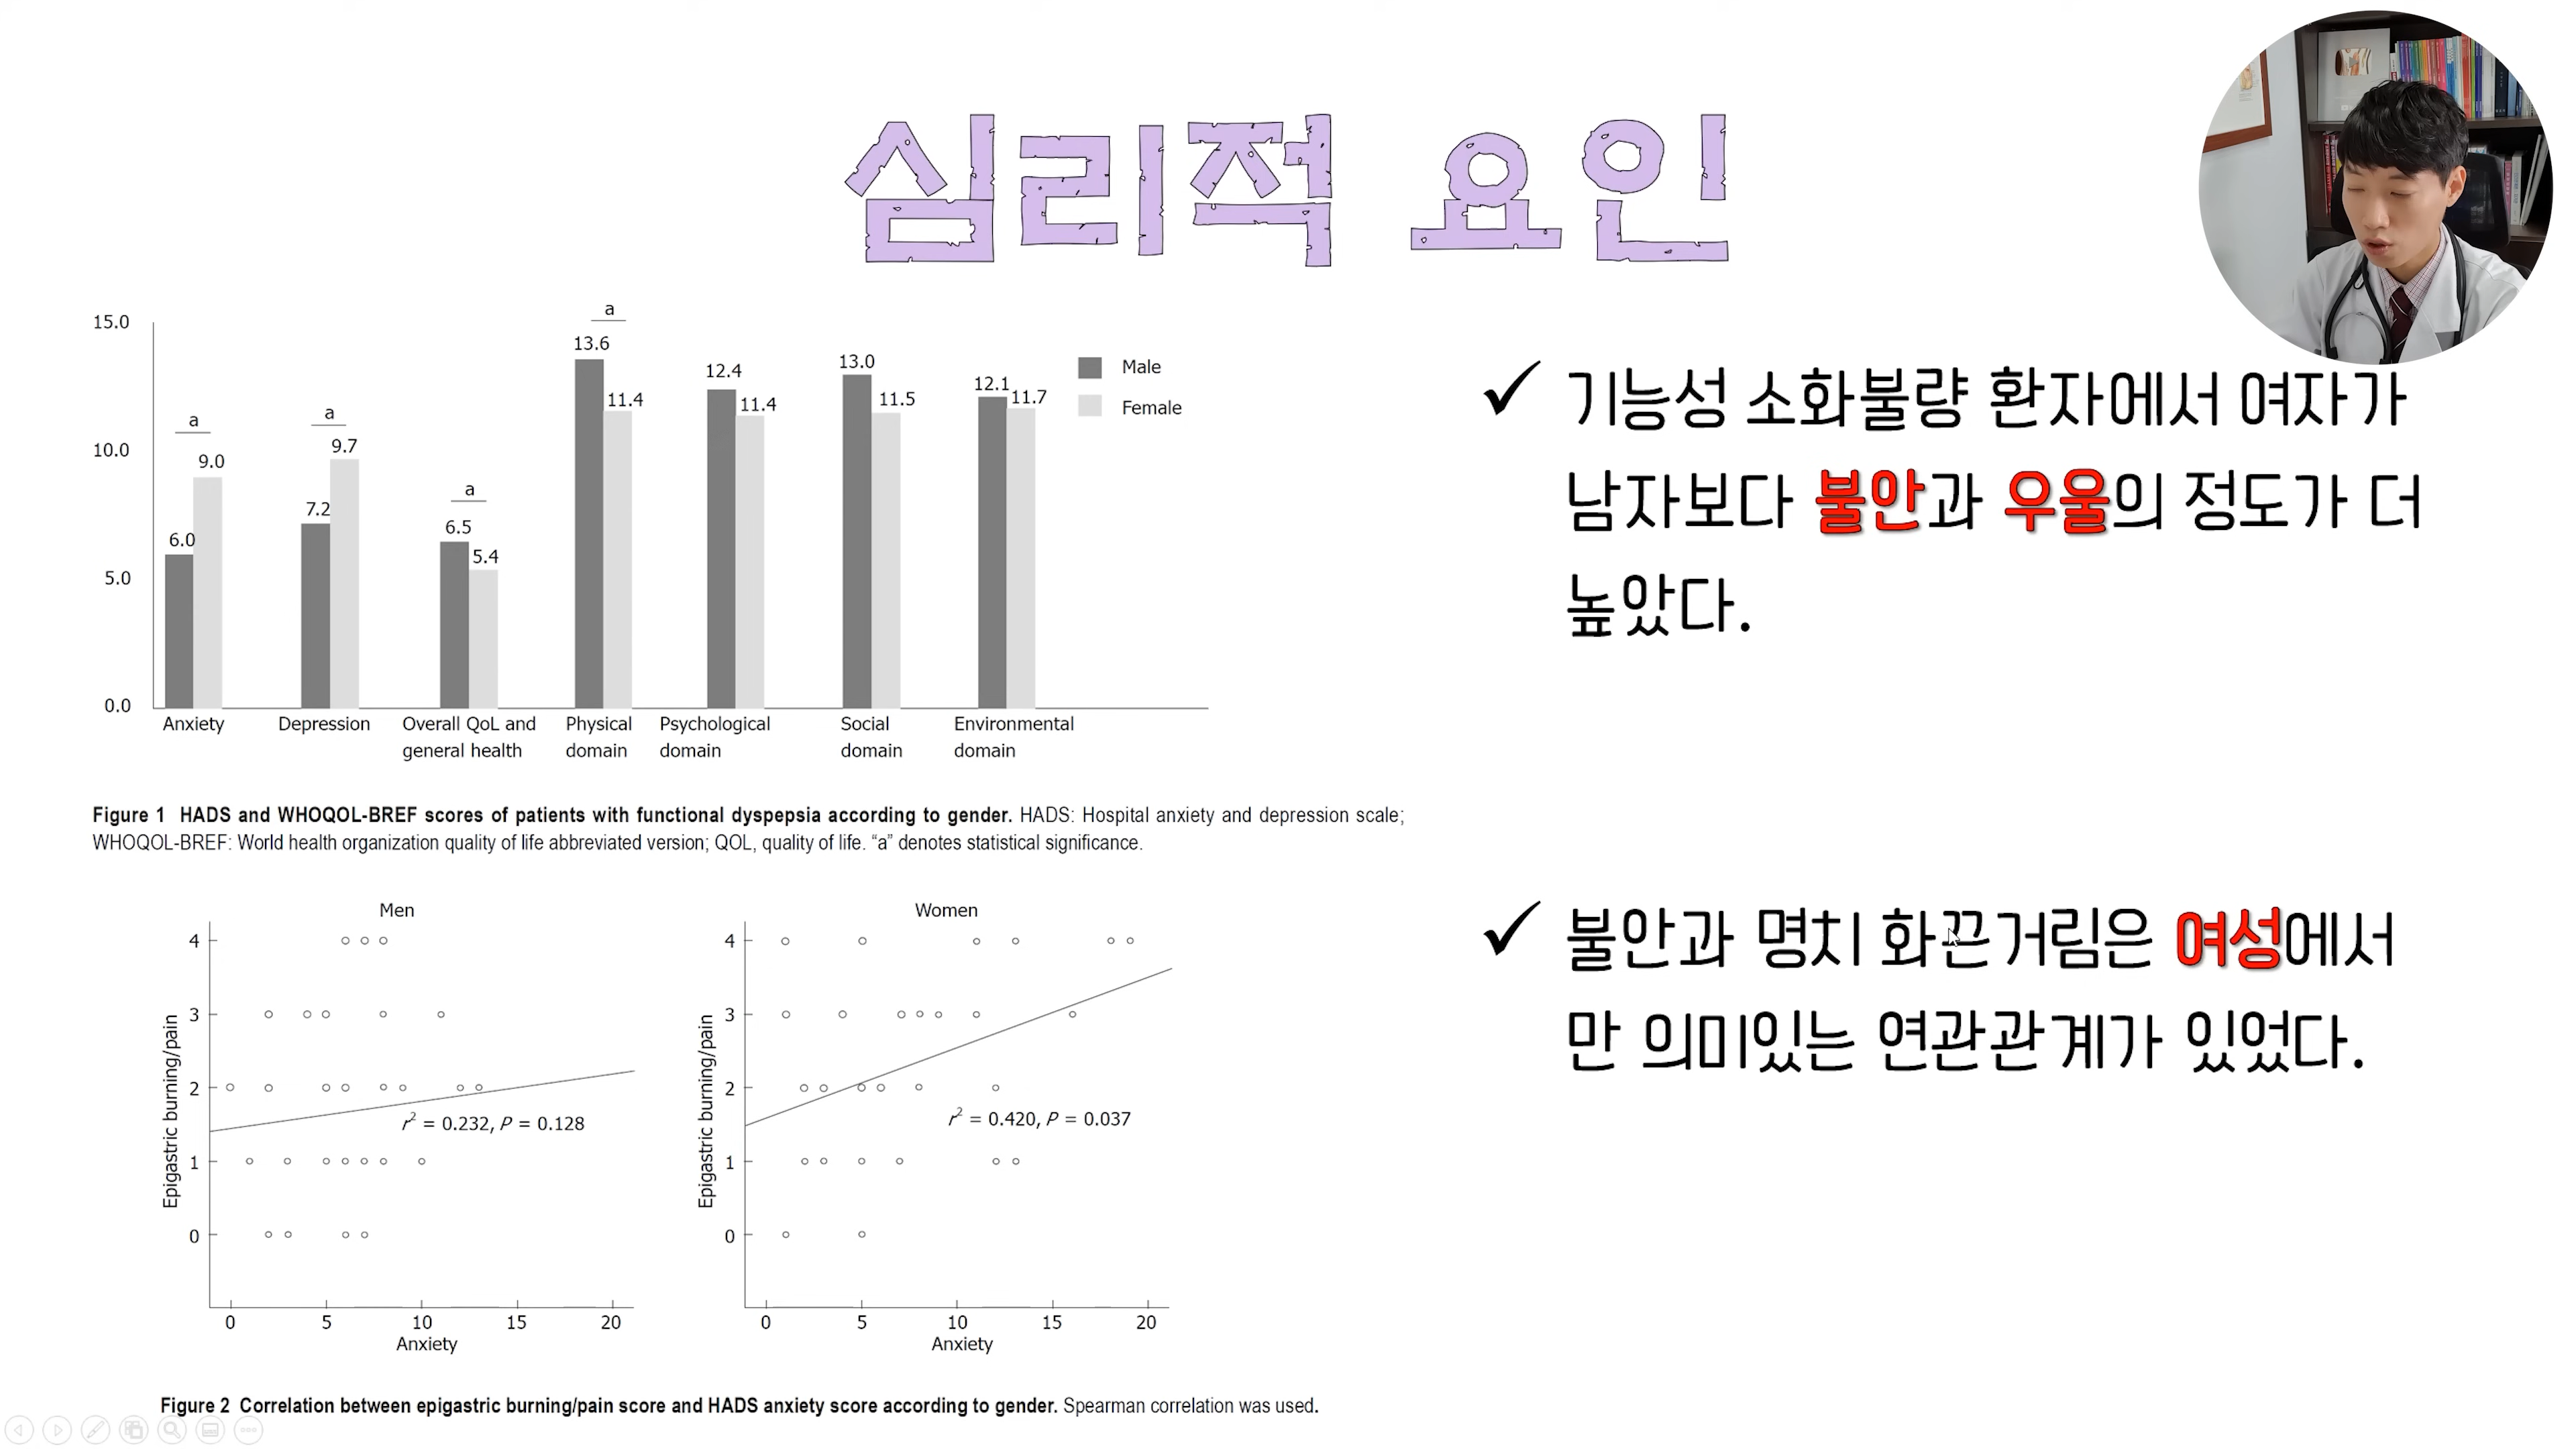 심리적 요인
15.0
10.0
5.0
0.0
a
6.0 9.0
a
7.2 9.7
a
6.5 5.4
a
13.6 11.4
12.4 11.4
13.0 11.5
12.1 11.7
Male
Female
Anxiety Depression Overall QoL and general health Physical domain Psychological domain Social domain Environmental domain
Figure 1 HADS and WHOQOL-BREF scores of patients with functional dyspepsia according to gender. HADS: Hospital anxiety and depression scale;
WHOQOL-BREF: World health organization quality of life abbreviated version; QOL, quality of life. “a” denotes statistical significance.
✓ 기능성 소화불량 환자에서 여자가
남자보다 불안과 우울의 정도가 더
높았다.
Men
Epigastric burning/pain
4
3
2
1
0
r² = 0.232, P = 0.128
0 5 10 15 20
Anxiety
Women
Epigastric burning/pain
4
3
2
1
0
r² = 0.420, P = 0.037
0 5 10 15 20
Anxiety
Figure 2 Correlation between epigastric burning/pain score and HADS anxiety score according to gender. Spearman correlation was used.
✓ 불안과 명치 화끈거림은 여성에서
만 의미있는 연관관계가 있었다.